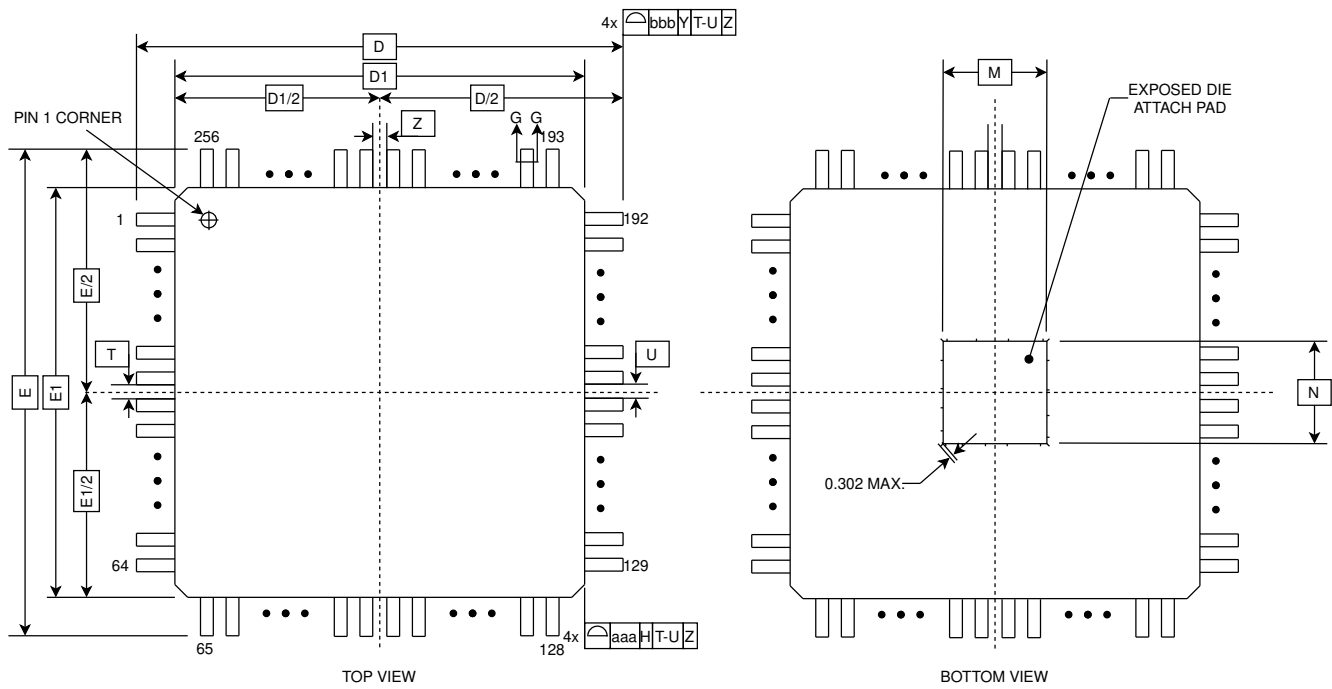 4x bbb Y T-U Z
D
D1
D1/2 D/2
M
EXPOSED DIE
ATTACH PAD
PIN 1 CORNER
Z
G G
256 193
1 192
E/2
T U
E E1
N
E1/2
0.302 MAX.
64 129
65 128
4x aaa H T-U Z
TOP VIEW BOTTOM VIEW